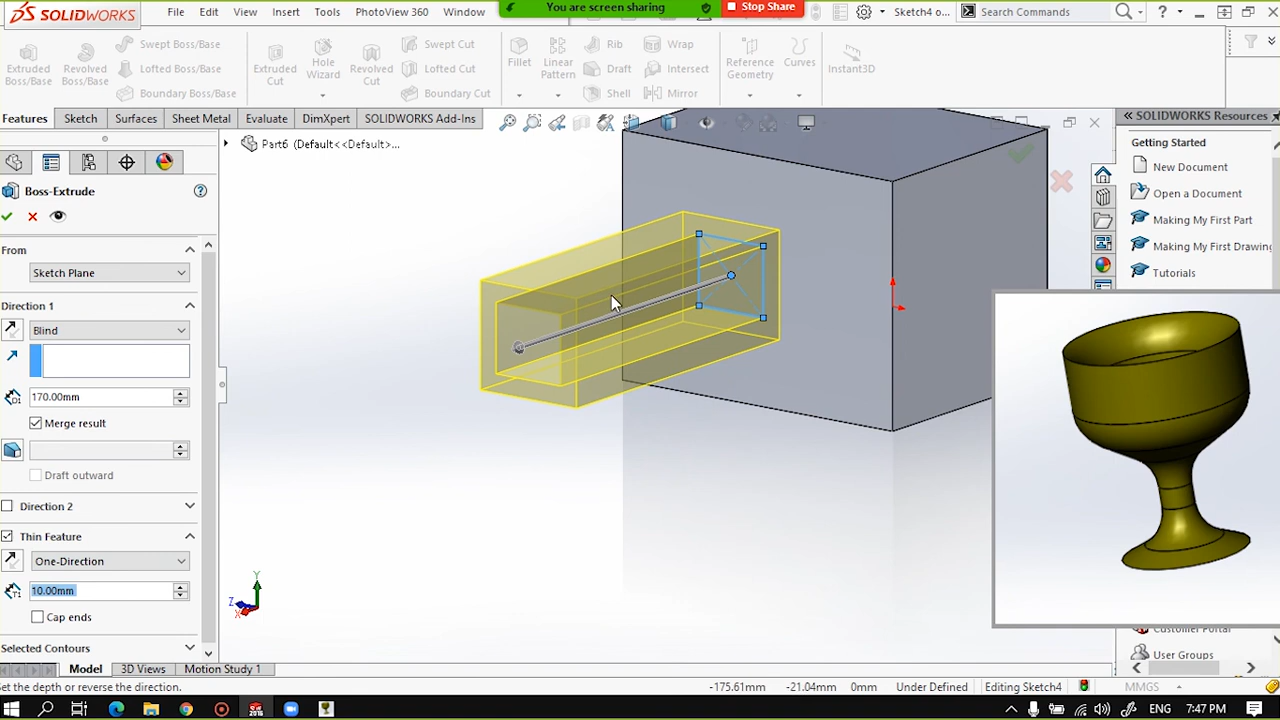 SOLIDWORKS File Edit View Insert Tools PhotoView 360 Window You are screen sharing Stop Share Sketch4 o... Search Commands ?
Extruded Boss/Base
Revolved Boss/Base
Swept Boss/Base
Lofted Boss/Base
Boundary Boss/Base
Extruded Cut
Hole Wizard
Revolved Cut
Swept Cut
Lofted Cut
Boundary Cut
Fillet
Linear Pattern
Rib
Draft
Shell
Wrap
Intersect
Mirror
Reference Geometry
Curves
Instant3D
Features Sketch Surfaces Sheet Metal Evaluate DimXpert SOLIDWORKS Add-Ins
Part6 (Default<<Default>...
Boss-Extrude
From
Sketch Plane
Direction 1
Blind
170.00mm
Merge result
Draft outward
Direction 2
Thin Feature
One-Direction
10.00mm
Cap ends
Selected Contours
Y
Z
X
SOLIDWORKS Resources
Getting Started
New Document
Open a Document
Making My First Part
Making My First Drawing
Tutorials
User Groups
Model 3D Views Motion Study 1
et the depth or reverse the direction. -175.61mm -21.04mm 0mm Under Defined Editing Sketch4 MMGS
ENG 7:47 PM